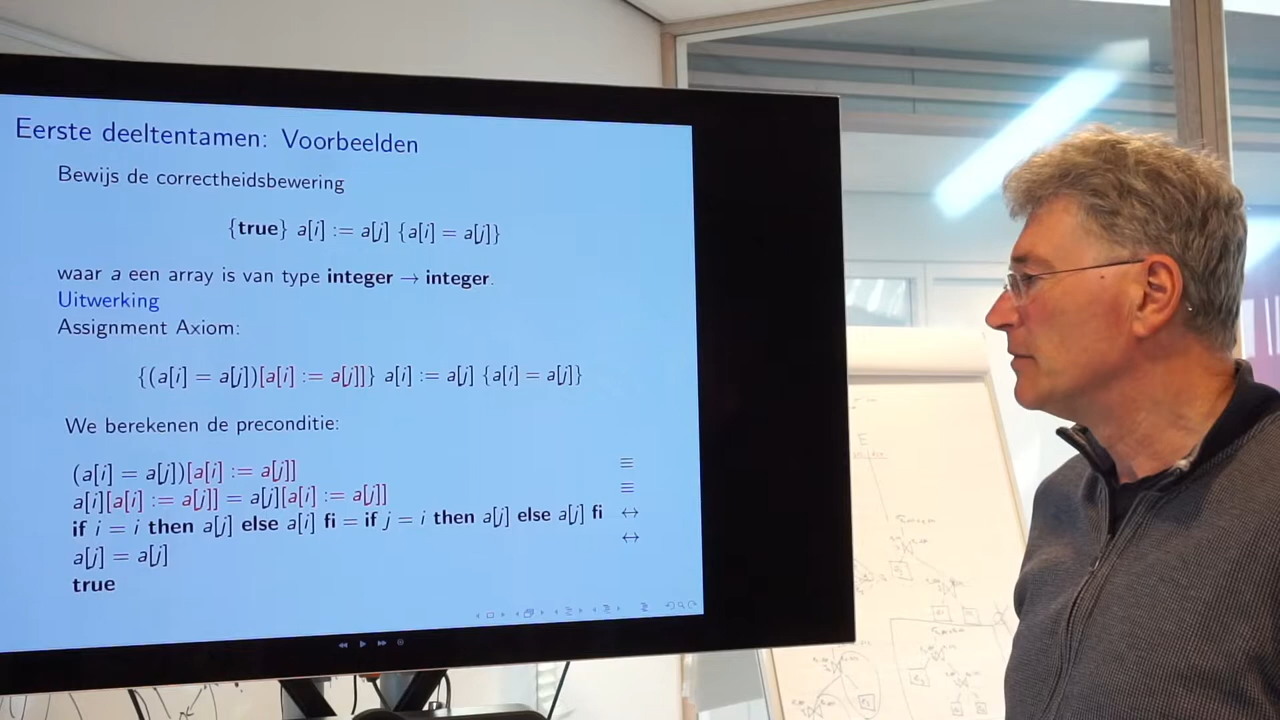 Eerste deeltentamen: Voorbeelden
Bewijs de correctheidsbewering
{true} a[i] := a[j] {a[i] = a[j]}
waar a een array is van type integer → integer.
Uitwerking
Assignment Axiom:
{(a[i] = a[j])[a[i] := a[j]]} a[i] := a[j] {a[i] = a[j]}
We berekenen de preconditie:
(a[i] = a[j])[a[i] := a[j]] ≡
a[i][a[i] := a[j]] = a[j][a[i] := a[j]] ≡
if i = i then a[j] else a[i] fi = if j = i then a[j] else a[j] fi ↔
a[j] = a[j] ↔
true
E